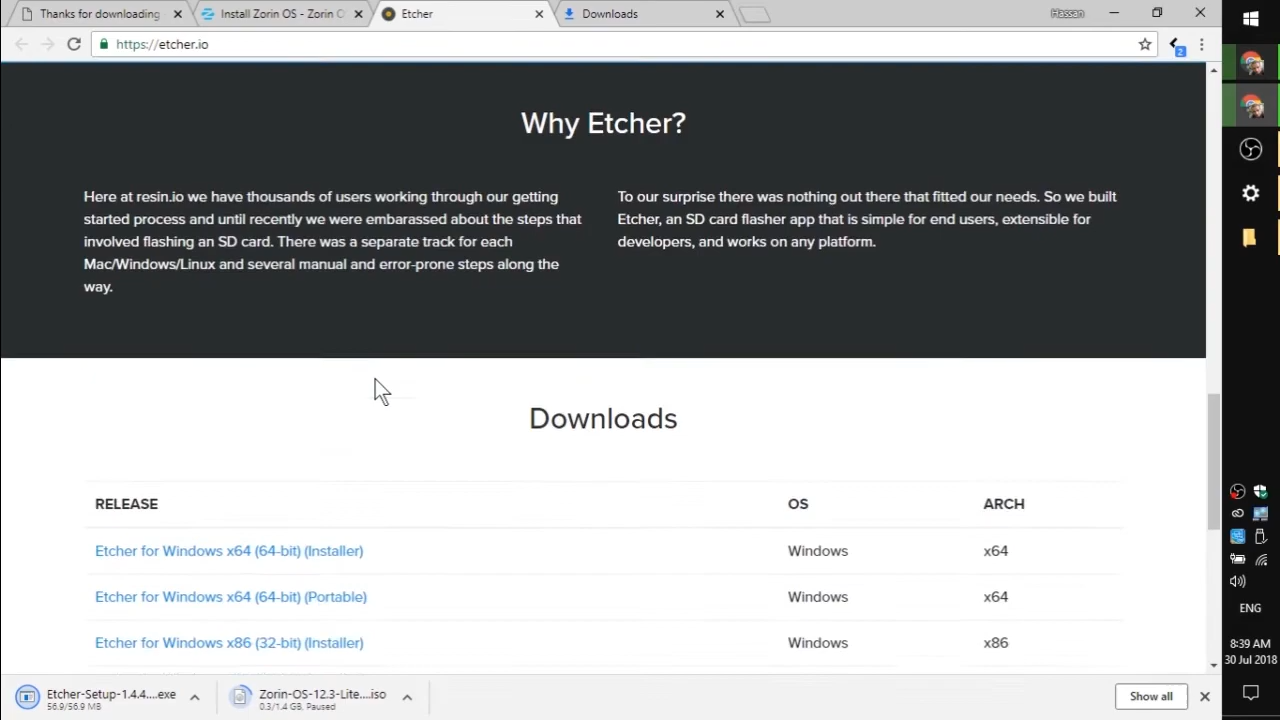 Thanks for downloading
Install Zorin OS - Zorin O
Etcher
Downloads
Hassan
https://etcher.io
2
Why Etcher?
Here at resin.io we have thousands of users working through our getting
started process and until recently we were embarassed about the steps that
involved flashing an SD card. There was a separate track for each
Mac/Windows/Linux and several manual and error-prone steps along the
way.
To our surprise there was nothing out there that fitted our needs. So we built
Etcher, an SD card flasher app that is simple for end users, extensible for
developers, and works on any platform.
Downloads
RELEASE OS ARCH
Etcher for Windows x64 (64-bit) (Installer) Windows x64
Etcher for Windows x64 (64-bit) (Portable) Windows x64
Etcher for Windows x86 (32-bit) (Installer) Windows x86
Etcher-Setup-1.4.4....exe
56.9/56.9 MB
Zorin-OS-12.3-Lite....iso
0.3/1.4 GB, Paused
Show all
ENG
8:39 AM
30 Jul 2018